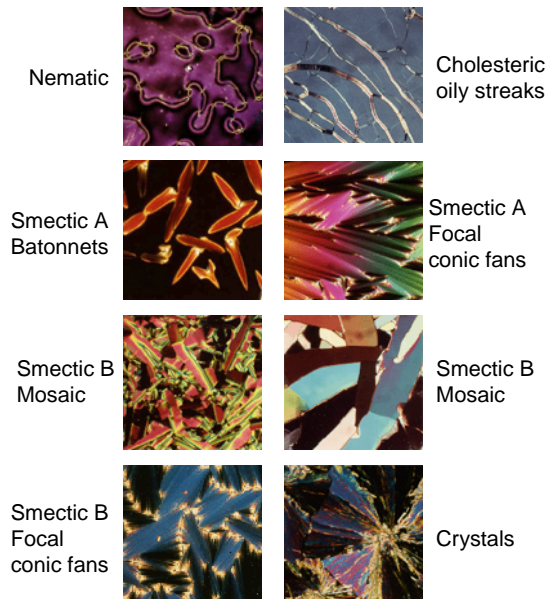 Nematic
Cholesteric
oily streaks
Smectic A
Batonnets
Smectic A
Focal
conic fans
Smectic B
Mosaic
Smectic B
Mosaic
Smectic B
Focal
conic fans
Crystals